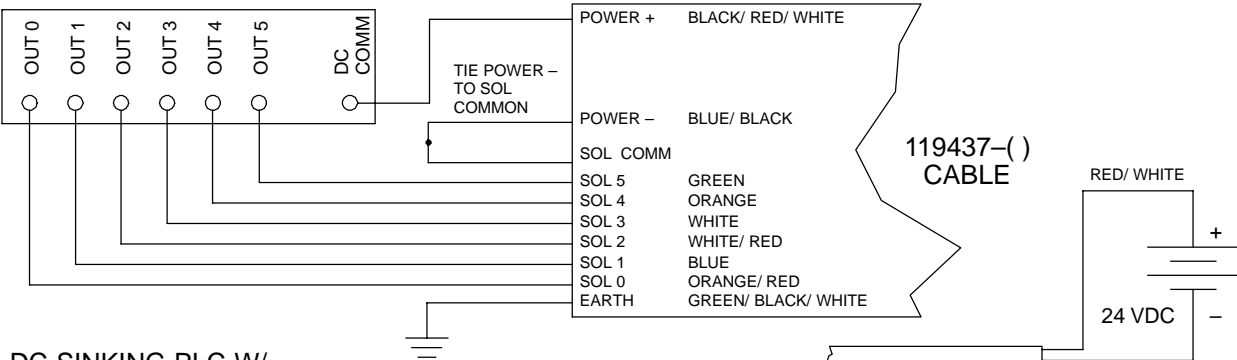 OUT 0
OUT 1
OUT 2
OUT 3
OUT 4
OUT 5
DC
COMM
TIE POWER –
TO SOL
COMMON
POWER + BLACK/ RED/ WHITE
POWER – BLUE/ BLACK
SOL COMM
SOL 5 GREEN
SOL 4 ORANGE
SOL 3 WHITE
SOL 2 WHITE/ RED
SOL 1 BLUE
SOL 0 ORANGE/ RED
EARTH GREEN/ BLACK/ WHITE
119437–( )
CABLE
RED/ WHITE
+
24 VDC –
DC SINKING PLC W/